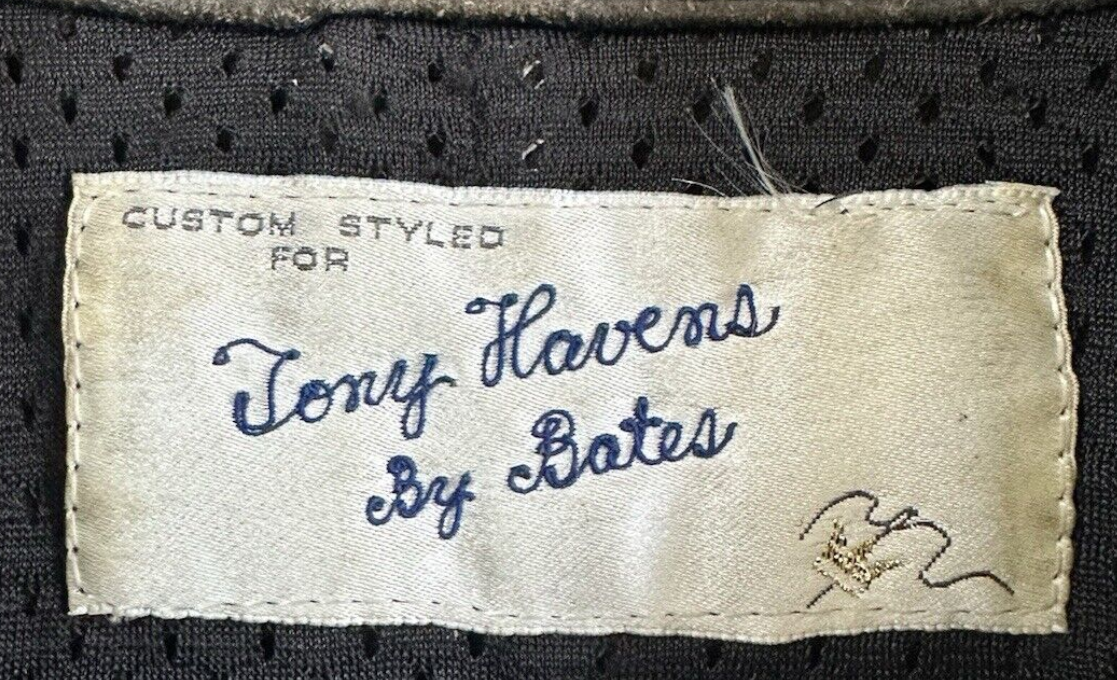 CUSTOM STYLED
FOR
Tony Havens
By Bates